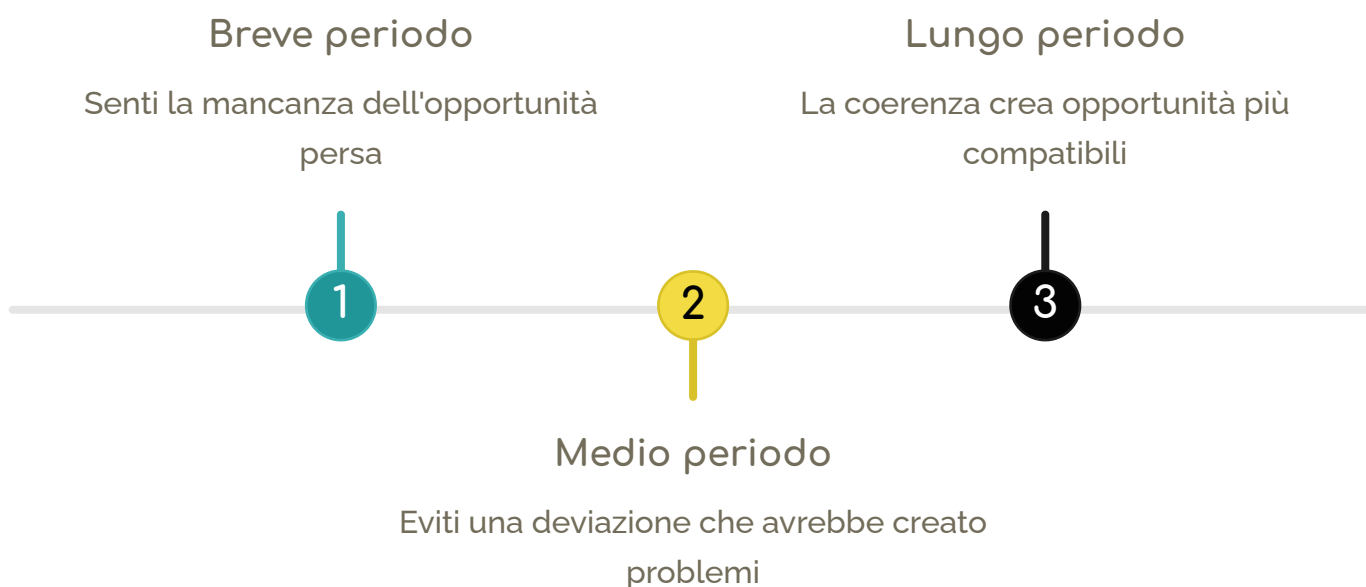 Breve periodo
Senti la mancanza dell'opportunità
persa
Lungo periodo
La coerenza crea opportunità più
compatibili
1
2
3
Medio periodo
Eviti una deviazione che avrebbe creato
problemi